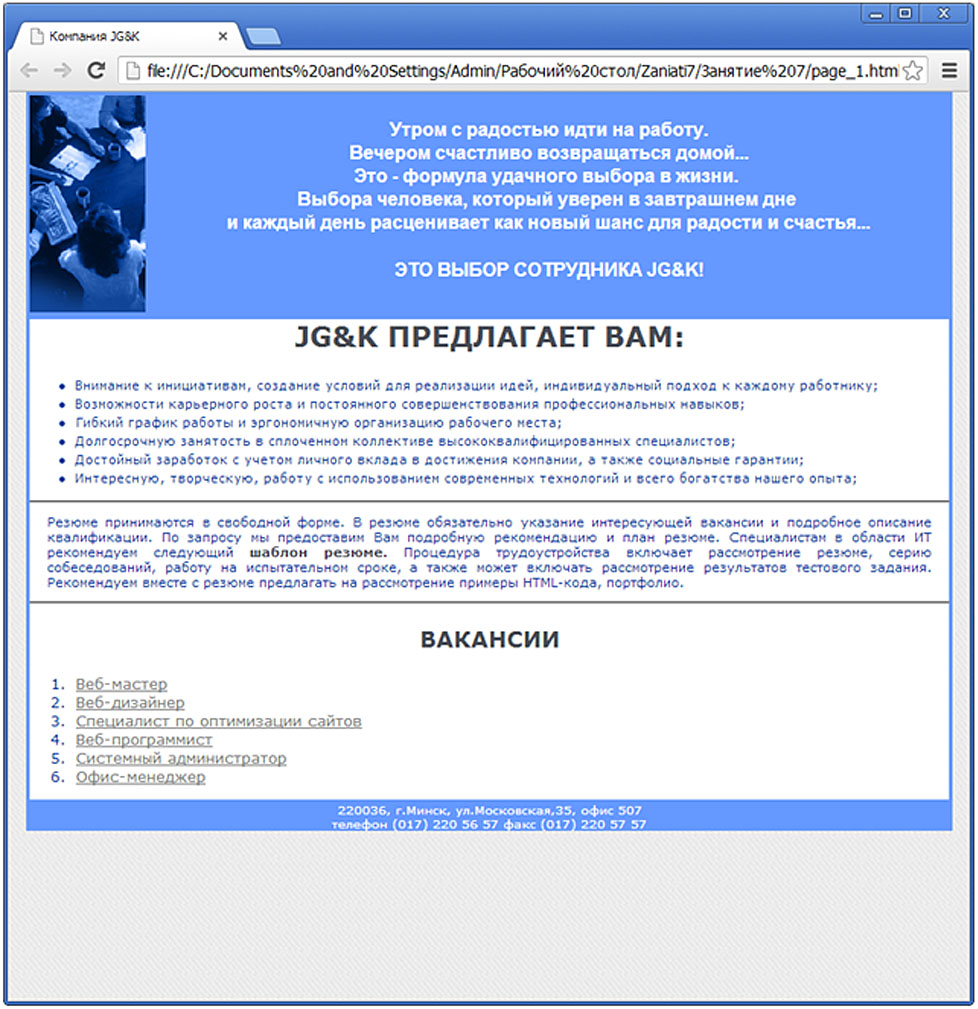 Компания JG&K
file:///C:/Documents%20and%20Settings/Admin/Рабочий%20стол/Zaniati7/Занятие%207/page_1.htm
Утром с радостью идти на работу.
Вечером счастливо возвращаться домой...
Это - формула удачного выбора в жизни.
Выбора человека, который уверен в завтрашнем дне
и каждый день расценивает как новый шанс для радости и счастья...
ЭТО ВЫБОР СОТРУДНИКА JG&K!
JG&K ПРЕДЛАГАЕТ ВАМ:
• Внимание к инициативам, создание условий для реализации идей, индивидуальный подход к каждому работнику;
• Возможности карьерного роста и постоянного совершенствования профессиональных навыков;
• Гибкий график работы и эргономичную организацию рабочего места;
• Долгосрочную занятость в сплоченном коллективе высококвалифицированных специалистов;
• Достойный заработок с учетом личного вклада в достижения компании, а также социальные гарантии;
• Интересную, творческую, работу с использованием современных технологий и всего богатства нашего опыта;
Резюме принимаются в свободной форме. В резюме обязательно указание интересующей вакансии и подробное описание
квалификации. По запросу мы предоставим Вам подробную рекомендацию и план резюме. Специалистам в области ИТ
рекомендуем следующий шаблон резюме. Процедура трудоустройства включает рассмотрение резюме, серию
собеседований, работу на испытательном сроке, а также может включать рассмотрение результатов тестового задания.
Рекомендуем вместе с резюме предлагать на рассмотрение примеры HTML-кода, портфолио.
ВАКАНСИИ
1. Веб-мастер
2. Веб-дизайнер
3. Специалист по оптимизации сайтов
4. Веб-программист
5. Системный администратор
6. Офис-менеджер
220036, г.Минск, ул.Московская,35, офис 507
телефон (017) 220 56 57 факс (017) 220 57 57